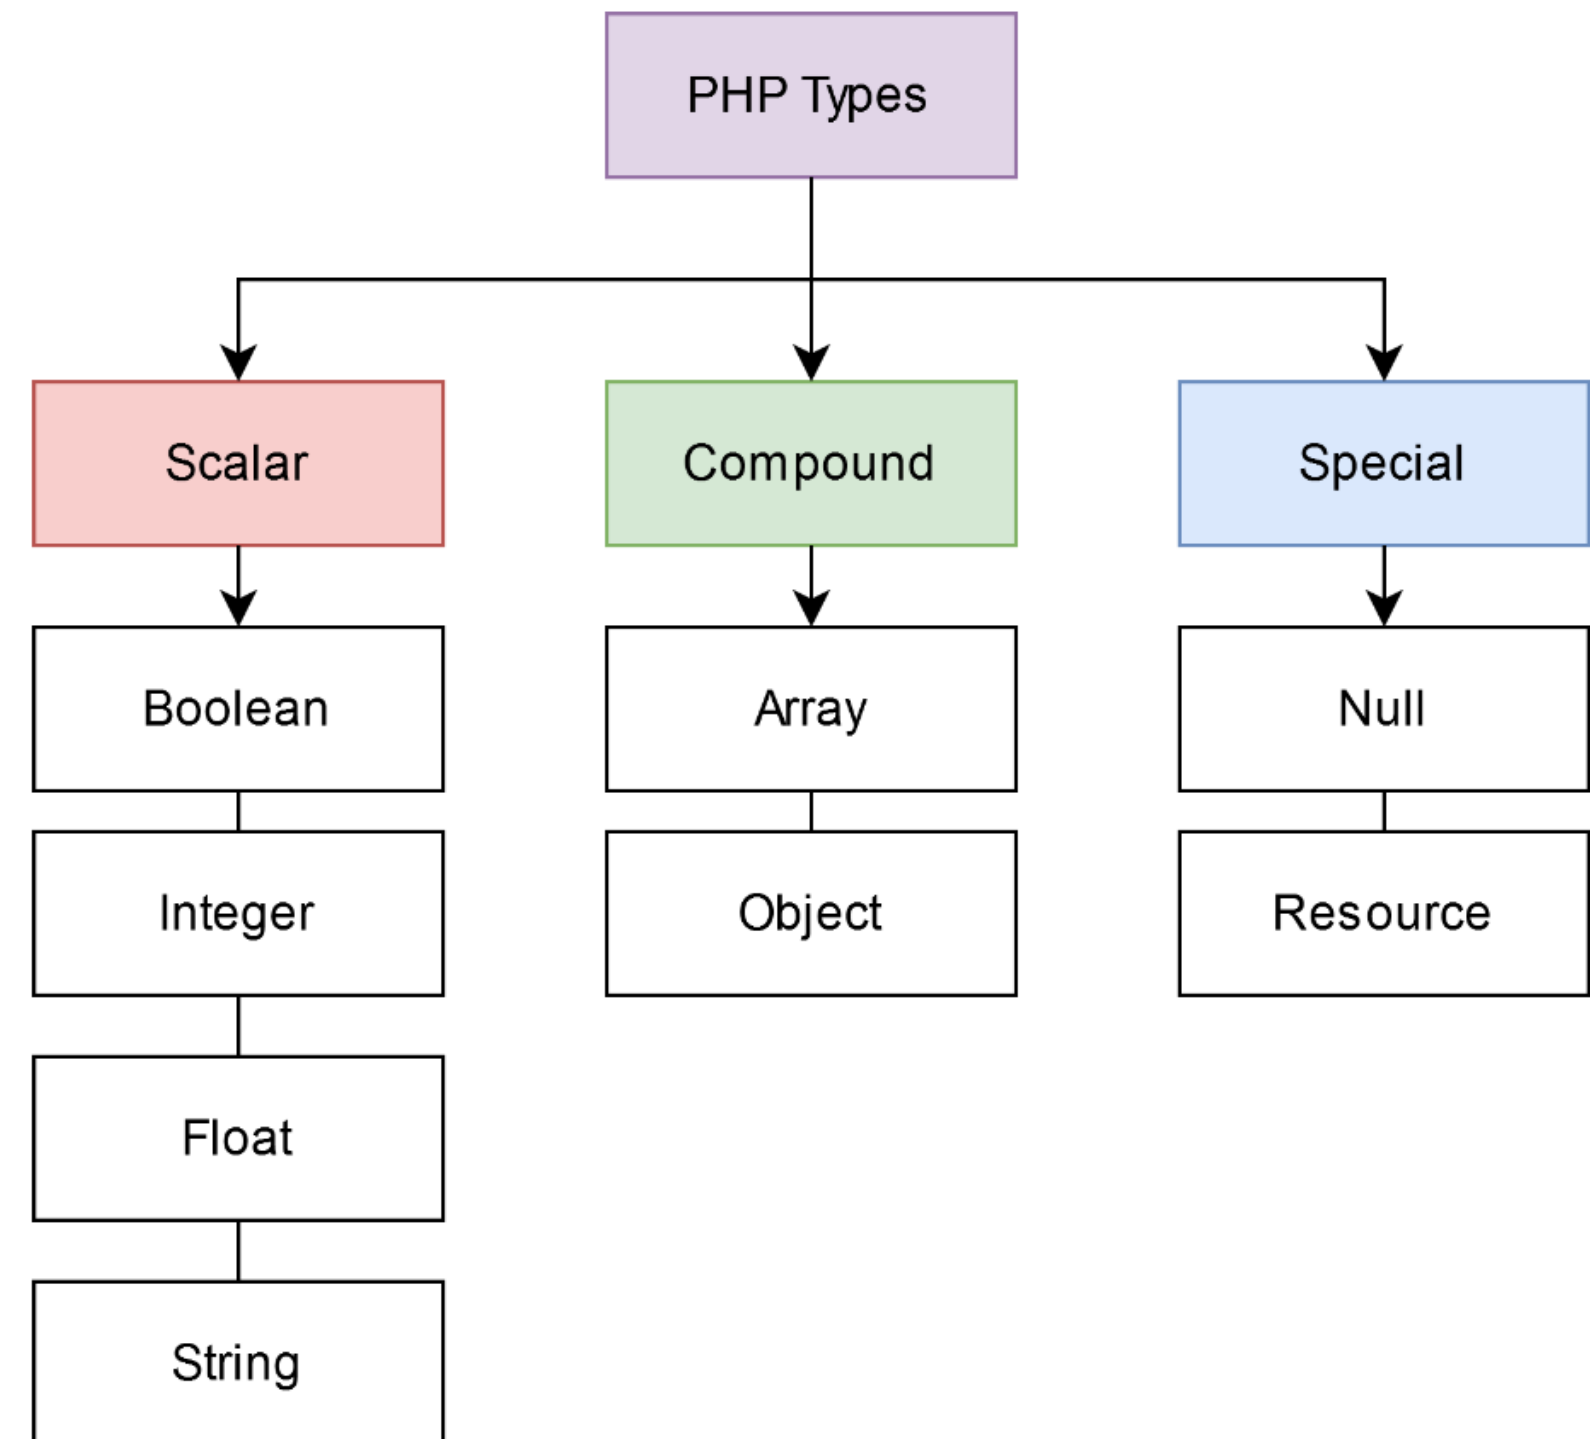 PHP Types
Scalar
Compound
Special
Boolean
Array
Null
Integer
Object
Resource
Float
String